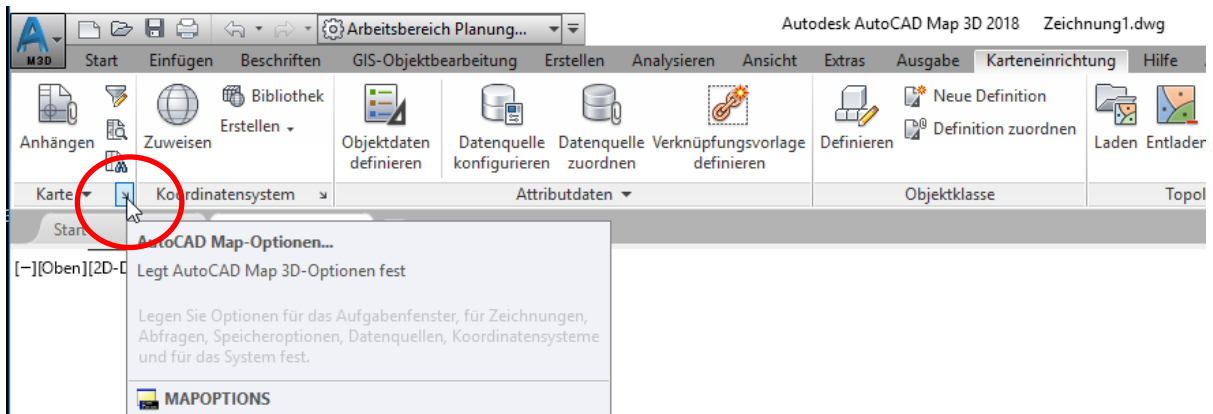 Arbeitsbereich Planung...
Autodesk AutoCAD Map 3D 2018 Zeichnung1.dwg
M3D Start Einfügen Beschriften GIS-Objektbearbeitung Erstellen Analysieren Ansicht Extras Ausgabe Karteneinrichtung Hilfe
Anhängen
Zuweisen
Bibliothek
Erstellen
Objektdaten
definieren
Datenquelle
konfigurieren
Datenquelle
zuordnen
Verknüpfungsvorlage
definieren
Definieren
Neue Definition
Definition zuordnen
Laden Entladen
Karte Koordinatensystem Attributdaten Objektklasse Topol
Start
[−][Oben][2D-D
AutoCAD Map-Optionen...
Legt AutoCAD Map 3D-Optionen fest
Legen Sie Optionen für das Aufgabenfenster, für Zeichnungen,
Abfragen, Speicheroptionen, Datenquellen, Koordinatensysteme
und für das System fest.
MAPOPTIONS